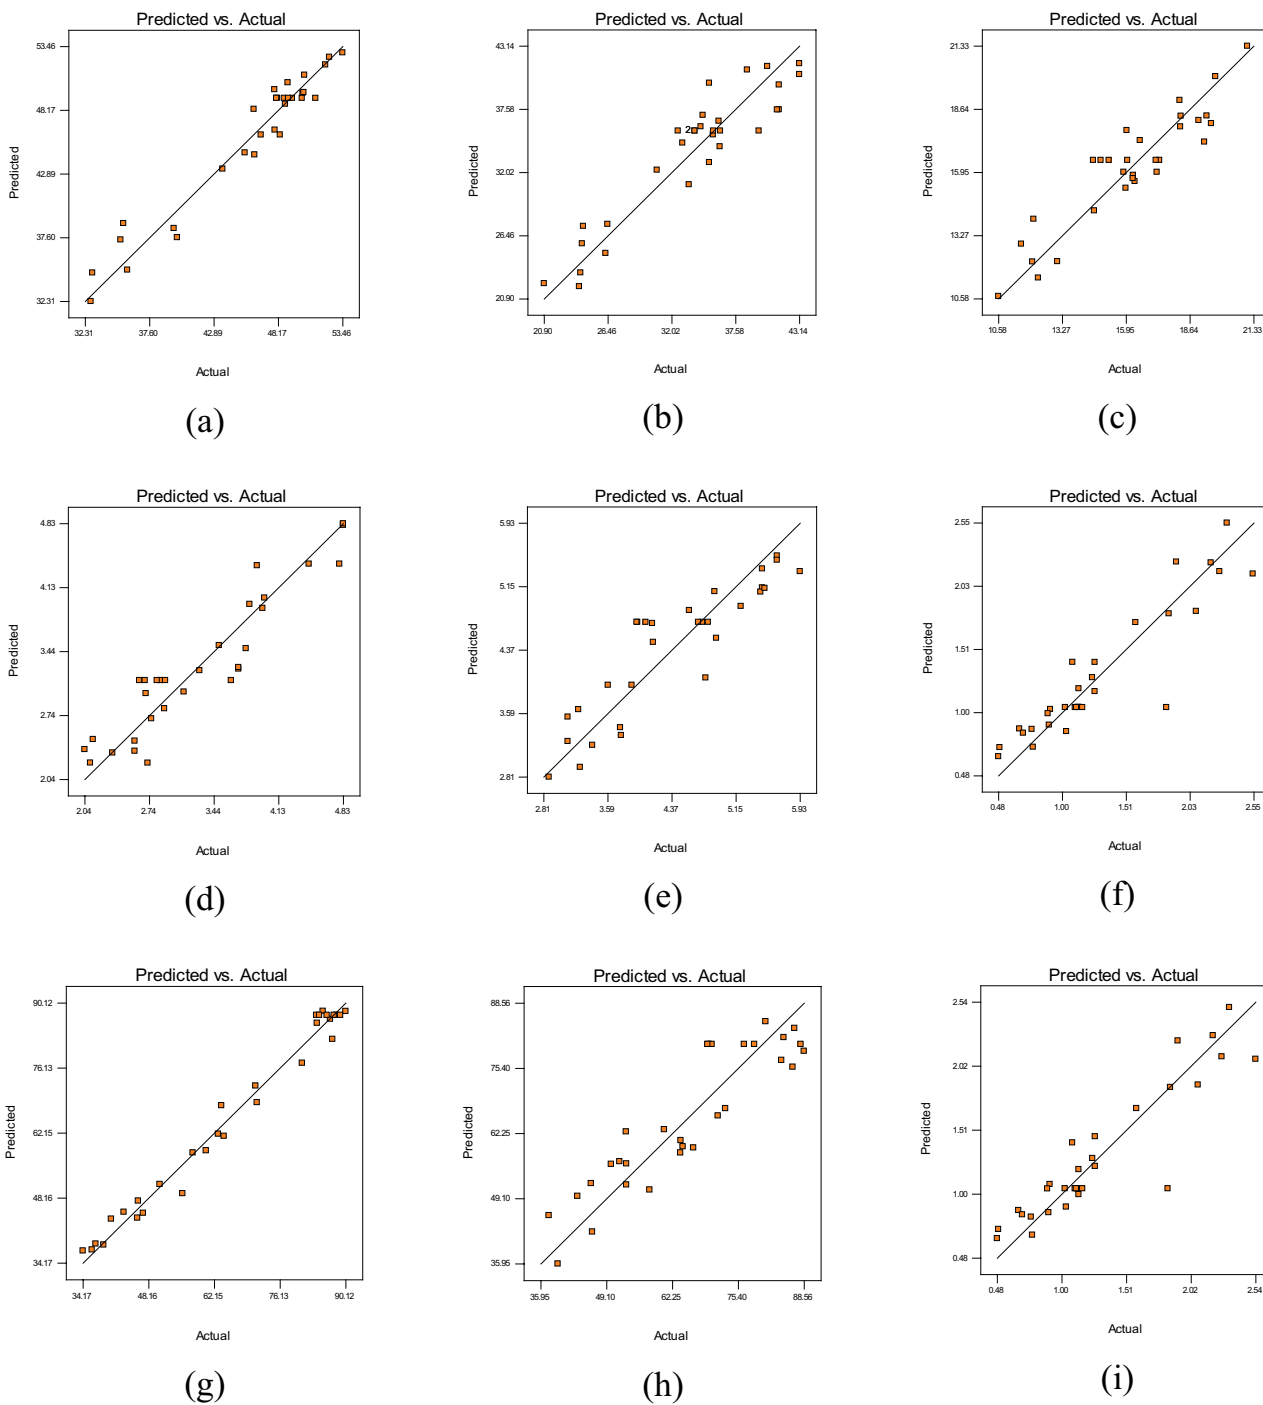 Predicted vs. Actual
53.46
48.17
42.89
37.60
32.31
Predicted
32.31 37.60 42.89 48.17 53.46
Actual
(a)
Predicted vs. Actual
43.14
37.58
32.02
26.46
20.90
Predicted
2
20.90 26.46 32.02 37.58 43.14
Actual
(b)
Predicted vs. Actual
21.33
18.64
15.95
13.27
10.58
Predicted
10.58 13.27 15.95 18.64 21.33
Actual
(c)
Predicted vs. Actual
4.83
4.13
3.44
2.74
2.04
Predicted
2.04 2.74 3.44 4.13 4.83
Actual
(d)
Predicted vs. Actual
5.93
5.15
4.37
3.59
2.81
Predicted
2.81 3.59 4.37 5.15 5.93
Actual
(e)
Predicted vs. Actual
2.55
2.03
1.51
1.00
0.48
Predicted
0.48 1.00 1.51 2.03 2.55
Actual
(f)
Predicted vs. Actual
90.12
76.13
62.15
48.16
34.17
Predicted
34.17 48.16 62.15 76.13 90.12
Actual
(g)
Predicted vs. Actual
88.56
75.40
62.25
49.10
35.95
Predicted
35.95 49.10 62.25 75.40 88.56
Actual
(h)
Predicted vs. Actual
2.54
2.02
1.51
1.00
0.48
Predicted
0.48 1.00 1.51 2.02 2.54
Actual
(i)